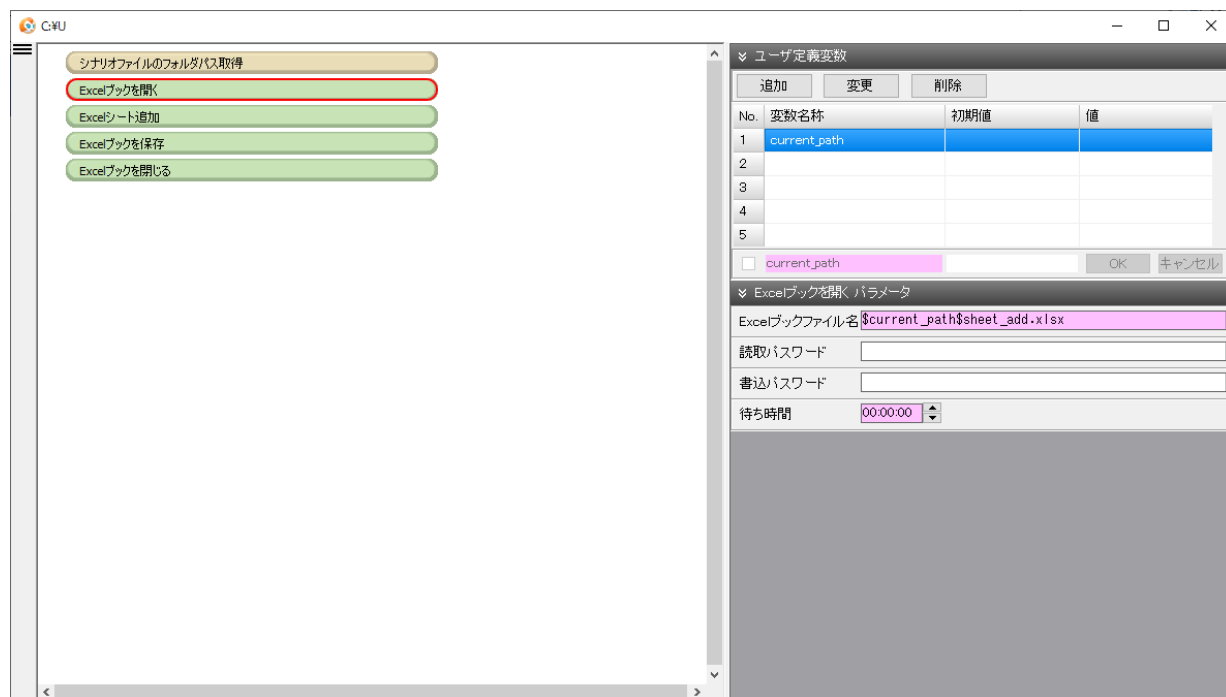 C:¥U
シナリオファイルのフォルダパス取得
Excelブックを開く
Excelシート追加
Excelブックを保存
Excelブックを閉じる
ユーザ定義変数
追加 変更 削除
No. 変数名称 初期値 値
1 current_path
2
3
4
5
current_path OK キャンセル
Excelブックを開く パラメータ
Excelブックファイル名 $current_path$sheet_add.xlsx
読取パスワード
書込パスワード
待ち時間 00:00:00